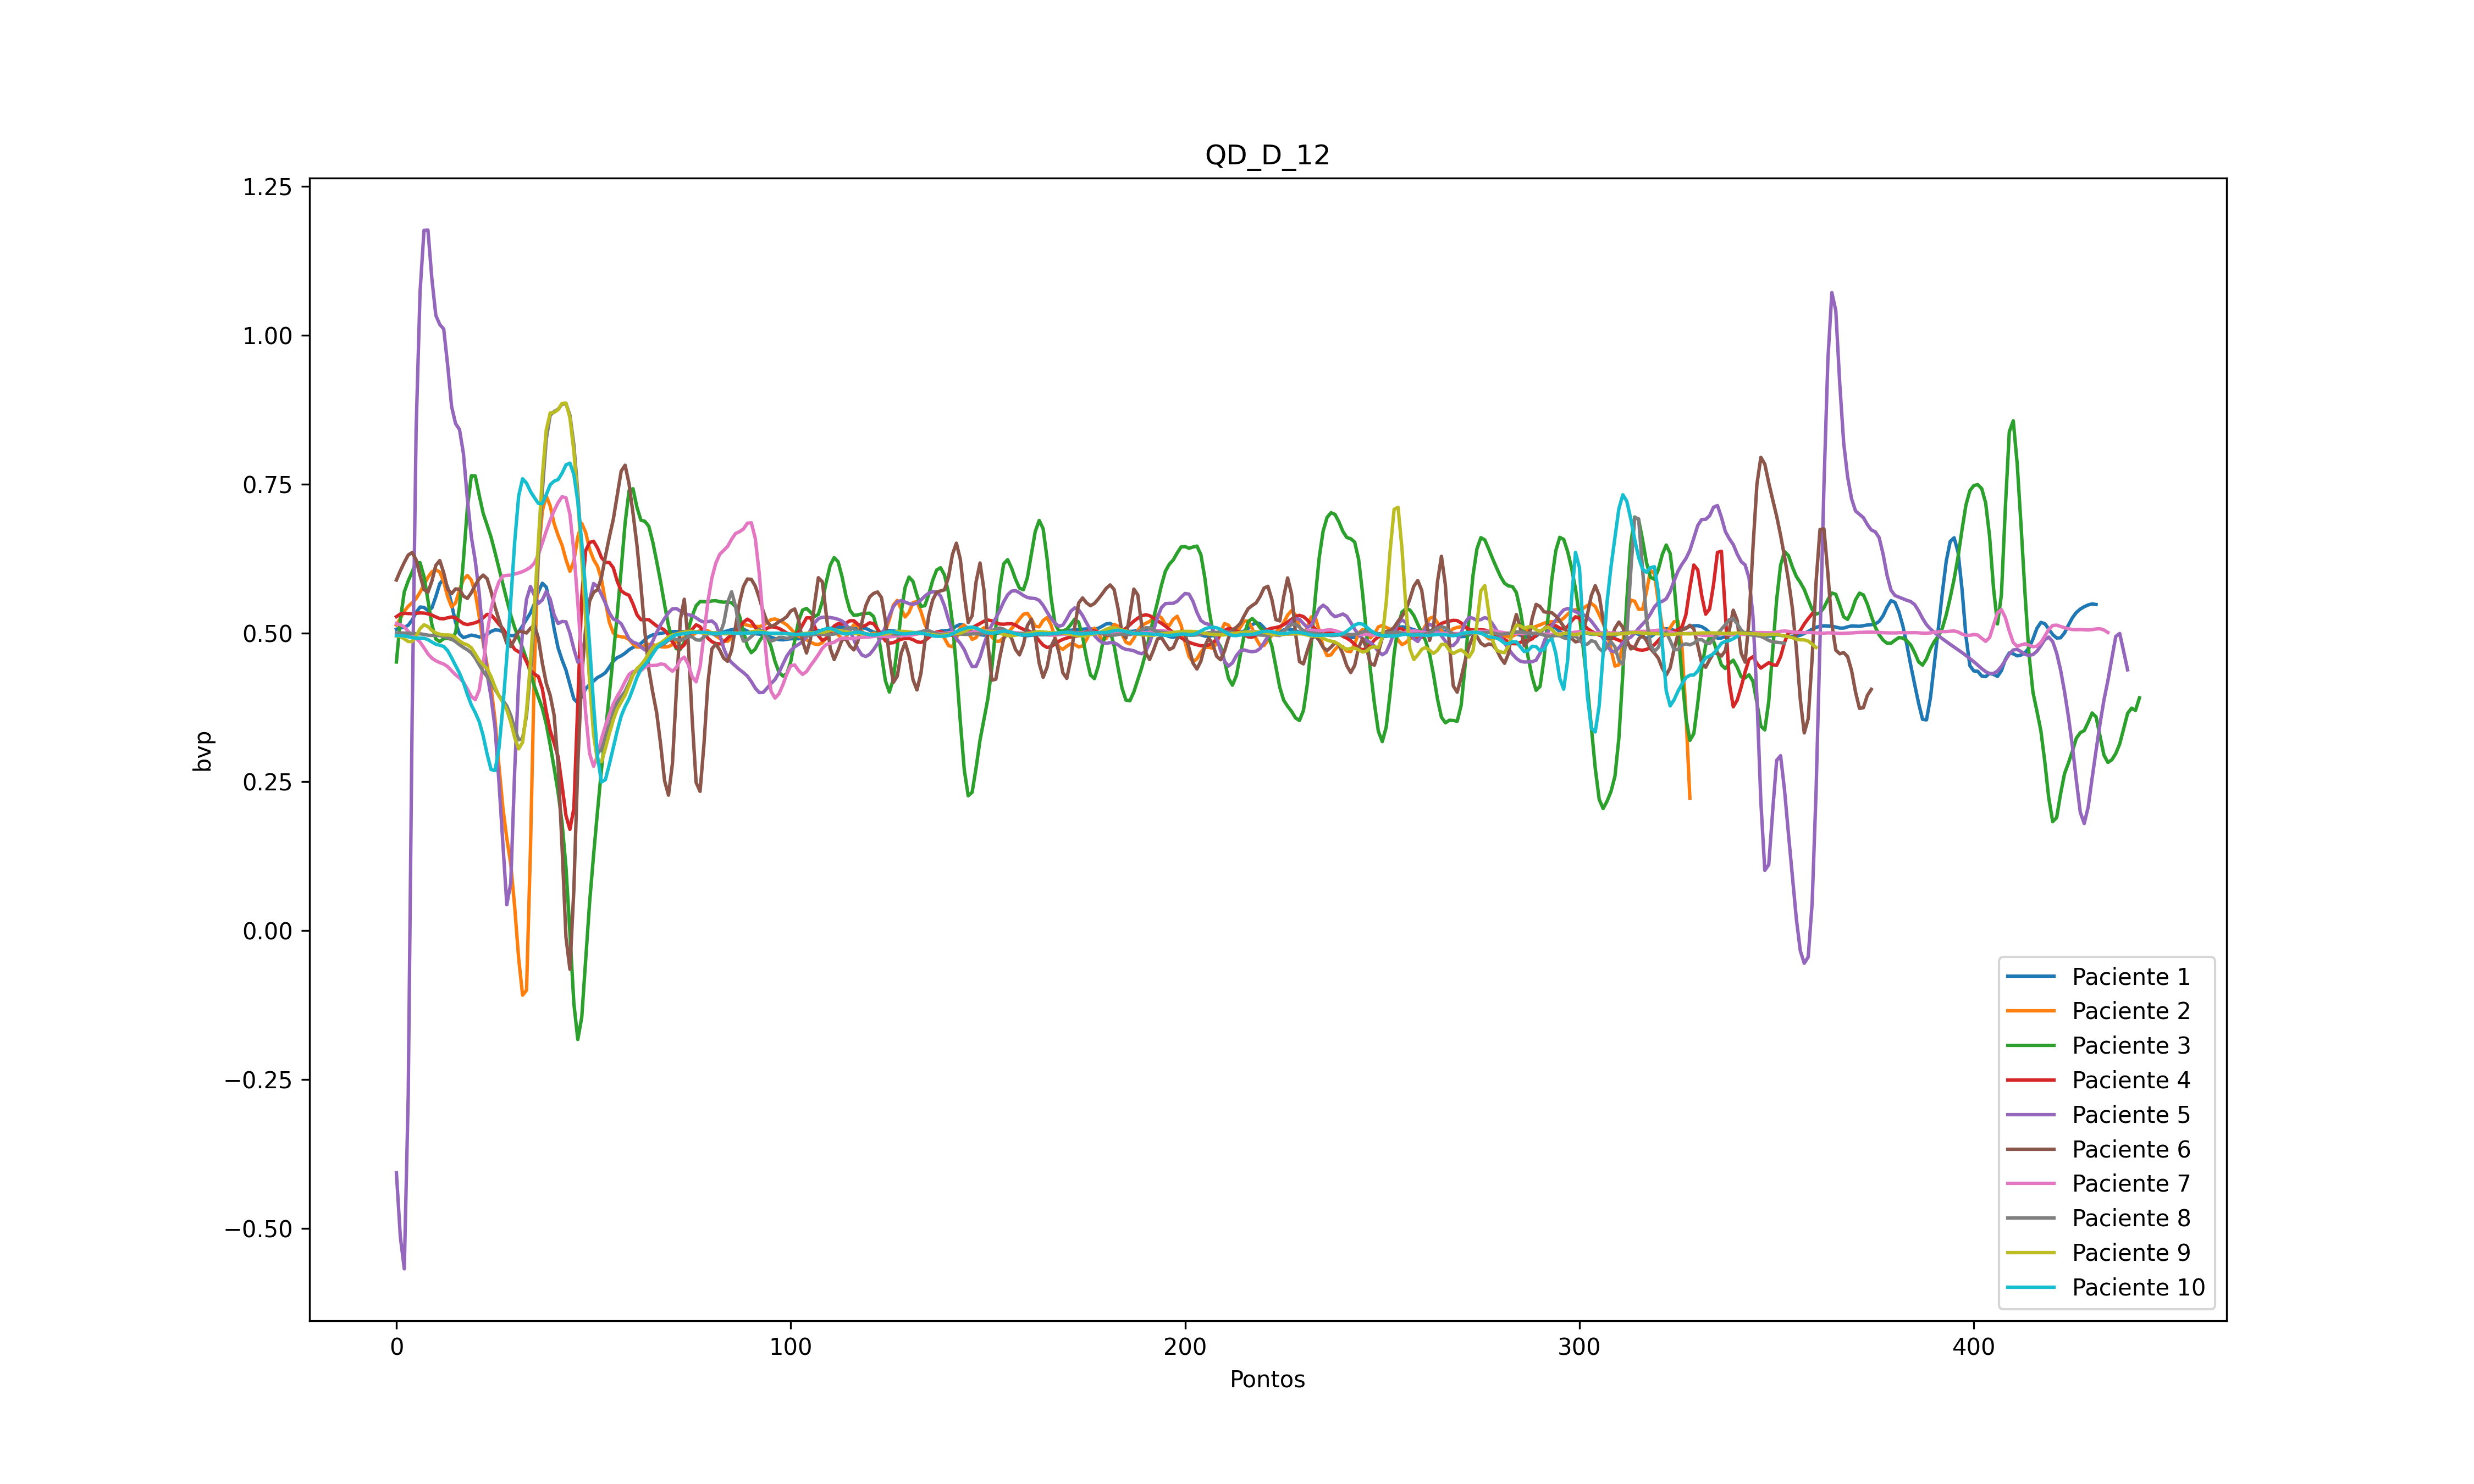 QD_D_12
1.25
1.00
0.75
0.50
0.25
0.00
−0.25
−0.50
bvp
0
100
200
300
400
Pontos
Paciente 1
Paciente 2
Paciente 3
Paciente 4
Paciente 5
Paciente 6
Paciente 7
Paciente 8
Paciente 9
Paciente 10